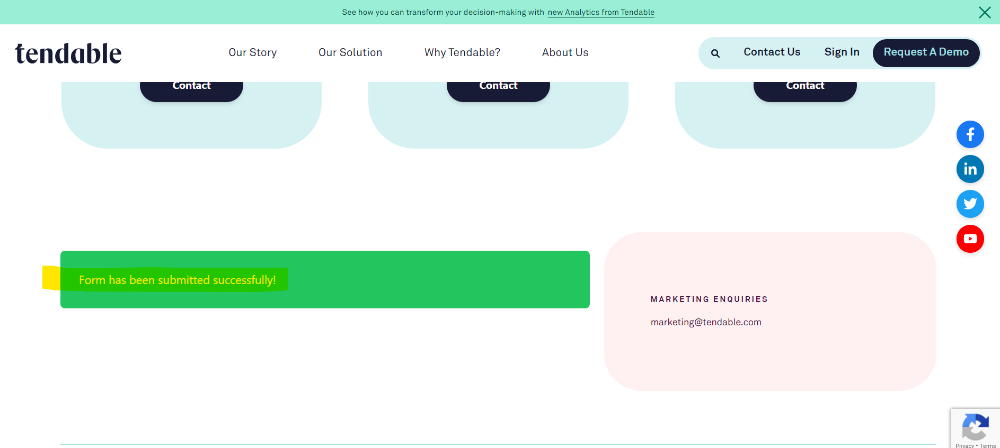 See how you can transform your decision-making with new Analytics from Tendable
tendable
Our Story
Our Solution
Why Tendable?
About Us
Contact Us
Sign In
Request A Demo
Contact
Contact
Contact
Form has been submitted successfully!
MARKETING ENQUIRIES
marketing@tendable.com
Privacy - Terms